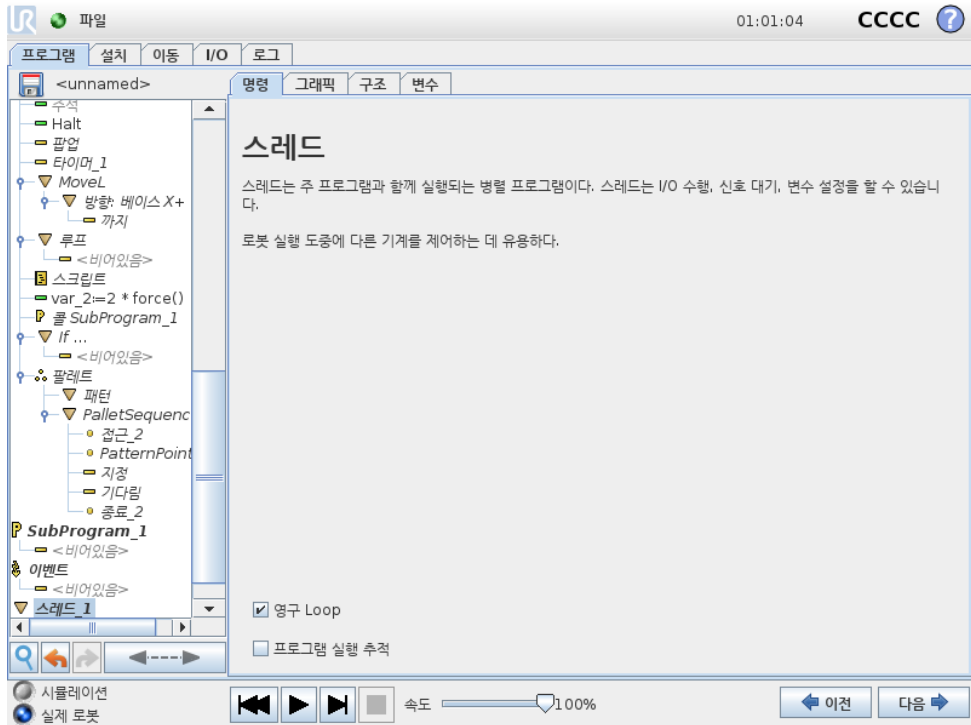 UR 파일 01:01:04 CCCC ?
프로그램 설치 이동 I/O 로그
<unnamed> 명령 그래픽 구조 변수
주석
Halt
팝업
타이머_1
MoveL
방향: 베이스 X+
까지
루프
<비어있음>
스크립트
var_2:=2 * force()
콜 SubProgram_1
If ...
<비어있음>
팔레트
패턴
PalletSequenc
접근_2
PatternPoint
지정
기다림
종료_2
SubProgram_1
<비어있음>
이벤트
<비어있음>
스레드_1
스레드
스레드는 주 프로그램과 함께 실행되는 병렬 프로그램이다. 스레드는 I/O 수행, 신호 대기, 변수 설정을 할 수 있습니
다.
로봇 실행 도중에 다른 기계를 제어하는 데 유용하다.
영구 Loop
프로그램 실행 추적
시뮬레이션
실제 로봇
속도 100%
이전 다음